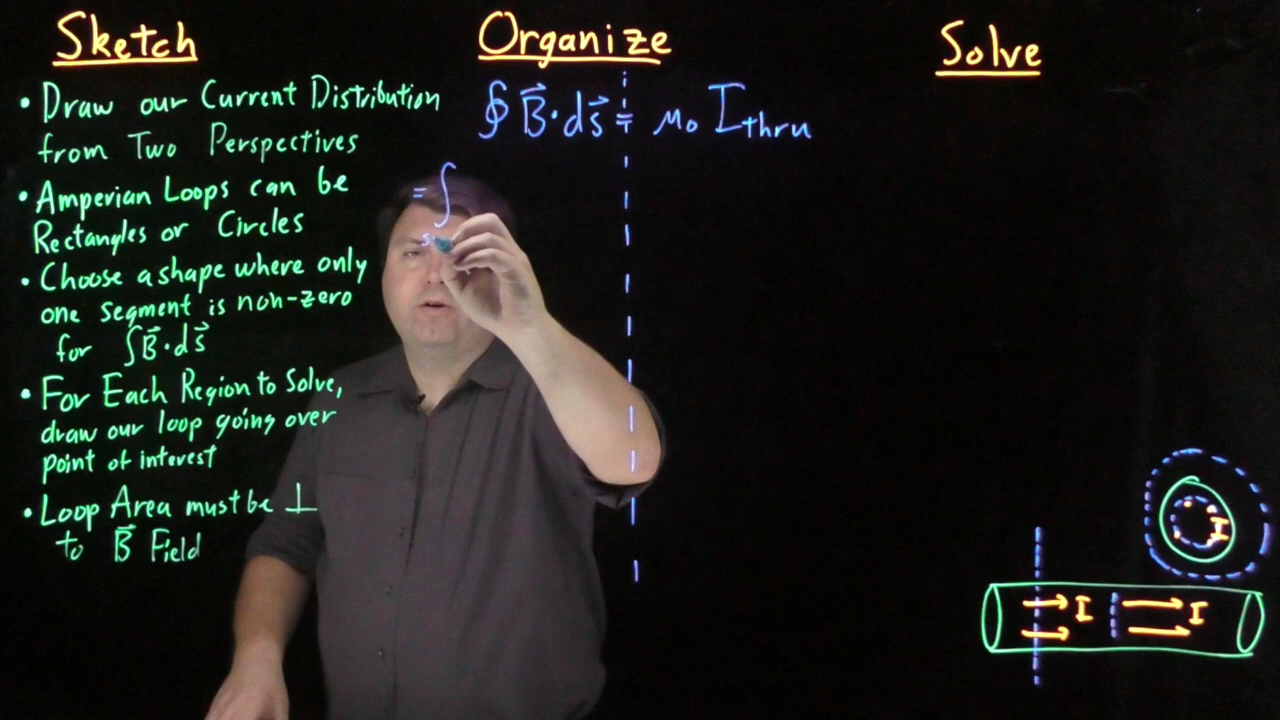 Sketch
• Draw our Current Distribution
from Two Perspectives
• Amperian Loops can be
Rectangles or Circles
• Choose a shape where only
one segment is non-zero
for ∫B⃗·ds⃗
• For Each Region to Solve,
draw our loop going over
point of interest
• Loop Area must be ⊥
to B⃗ Field
Organize
∮ B⃗·ds⃗ = μ₀ I thru
= ∫
Solve
I
I I